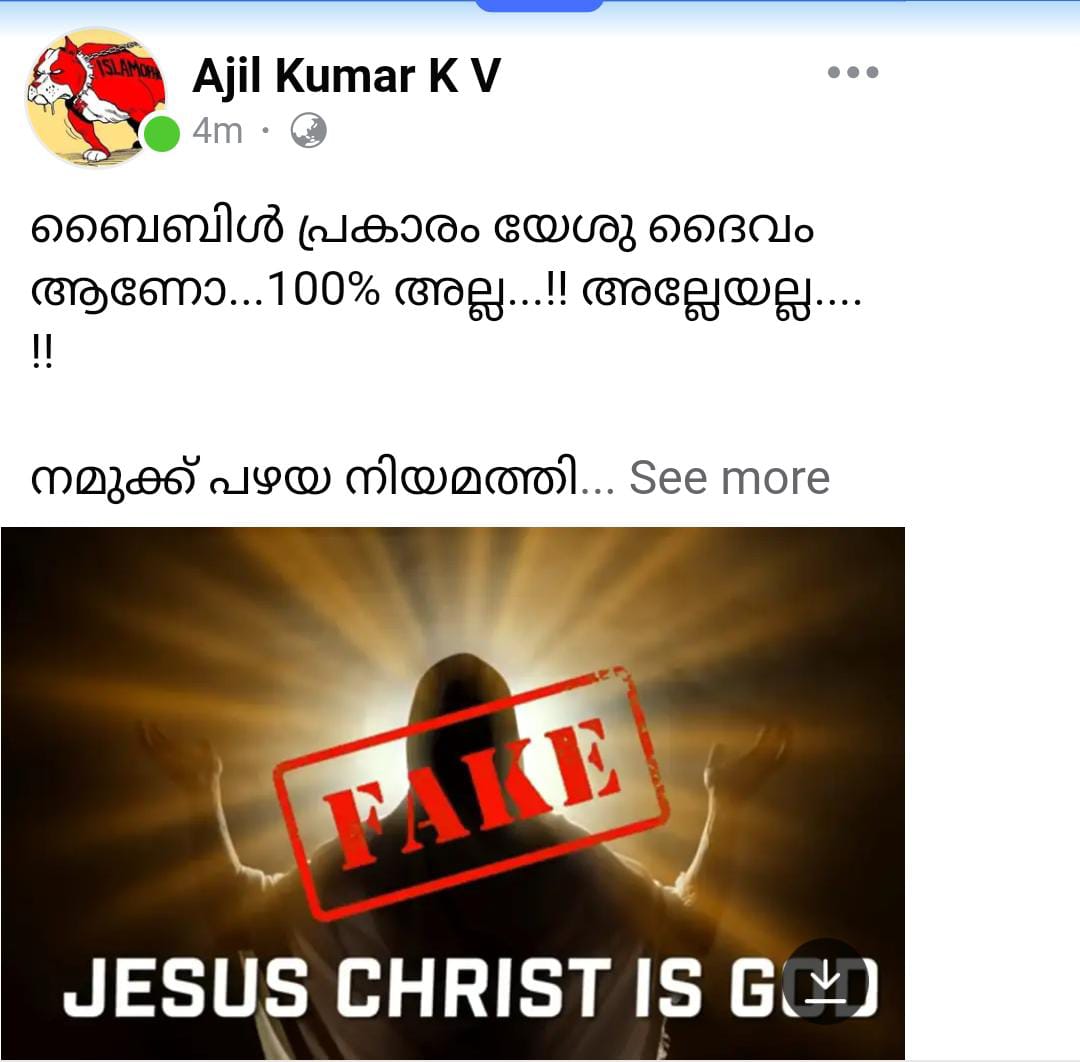 ISLAMOPH
Ajil Kumar K V
4m
ബൈബിൾ പ്രകാരം യേശു ദൈവം
ആണോ...100% അല്ല...!! അല്ലേയല്ല....
!!
നമുക്ക് പഴയ നിയമത്തി... See more
FAKE
JESUS CHRIST IS GOD